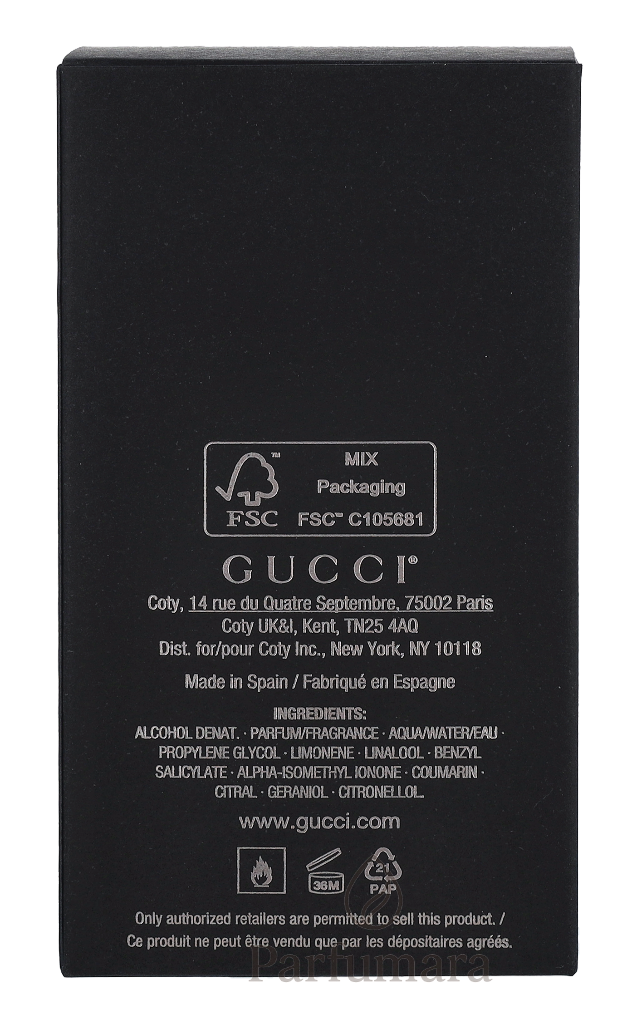 MIX
Packaging
FSC™ FSC™ C105681
GUCCI®
Coty, 14 rue du Quatre Septembre, 75002 Paris
Coty UK&I, Kent, TN25 4AQ
Dist. for/pour Coty Inc., New York, NY 10118
Made in Spain / Fabriqué en Espagne
INGREDIENTS:
ALCOHOL DENAT. · PARFUM/FRAGRANCE · AQUA/WATER/EAU ·
PROPYLENE GLYCOL · LIMONENE · LINALOOL · BENZYL
SALICYLATE · ALPHA-ISOMETHYL IONONE · COUMARIN ·
CITRAL · GERANIOL · CITRONELLOL.
www.gucci.com
36M 21
PAP
Only authorized retailers are permitted to sell this product. /
Ce produit ne peut être vendu que par les dépositaires agréés.
Parfumara